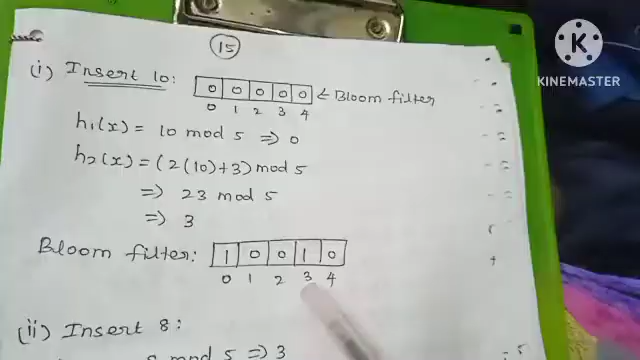 15
(i) Insert 10: 0 0 0 0 0 ← Bloom filter
0 1 2 3 4
h₁(x) = 10 mod 5 => 0
h₂(x) = (2(10)+3) mod 5
=> 23 mod 5
=> 3
Bloom filter: 1 0 0 1 0
0 1 2 3 4
(ii) Insert 8:
mod 5 => 3
K
KINEMASTER